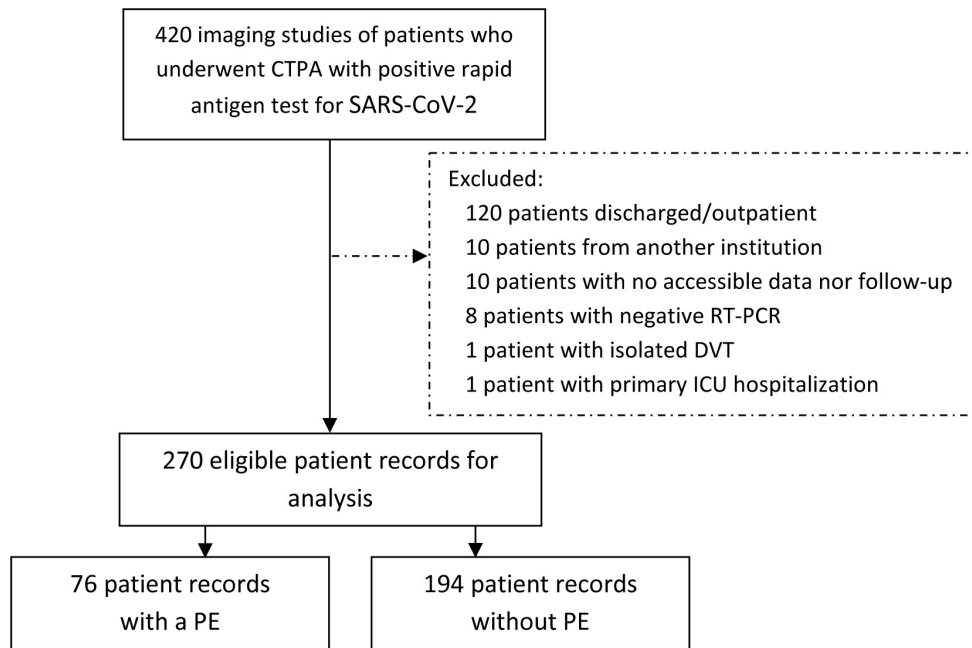 420 imaging studies of patients who
underwent CTPA with positive rapid
antigen test for SARS-CoV-2
Excluded:
120 patients discharged/outpatient
10 patients from another institution
10 patients with no accessible data nor follow-up
8 patients with negative RT-PCR
1 patient with isolated DVT
1 patient with primary ICU hospitalization
270 eligible patient records for
analysis
76 patient records
with a PE
194 patient records
without PE